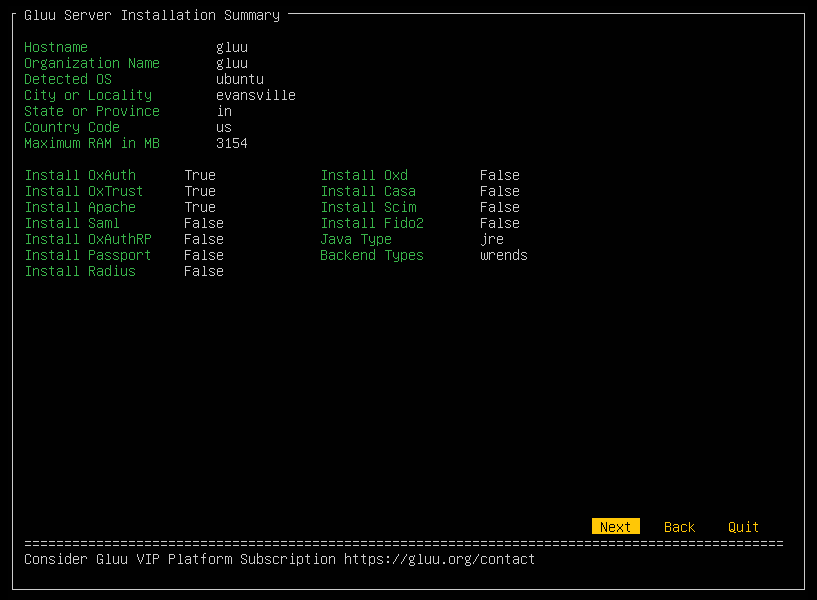 Gluu Server Installation Summary
Hostname gluu
Organization Name gluu
Detected OS ubuntu
City or Locality evansville
State or Province in
Country Code us
Maximum RAM in MB 3154
Install OxAuth True Install Oxd False
Install OxTrust True Install Casa False
Install Apache True Install Scim False
Install Saml False Install Fido2 False
Install OxAuthRP False Java Type jre
Install Passport False Backend Types wrends
Install Radius False
Next Back Quit
===============================================================================================
Consider Gluu VIP Platform Subscription https://gluu.org/contact